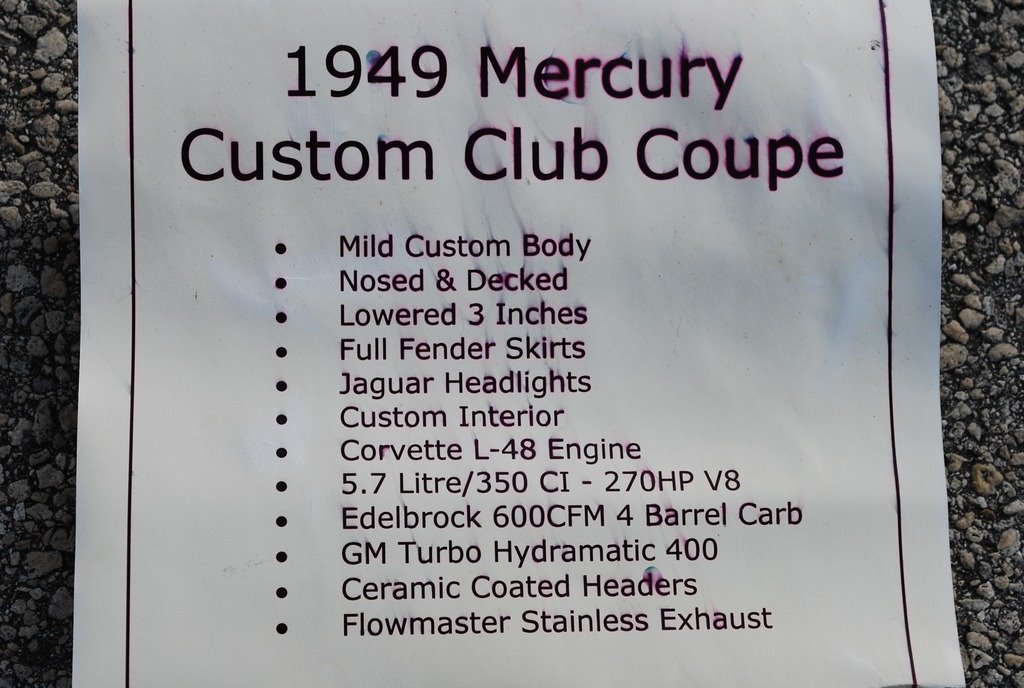 1949 Mercury
Custom Club Coupe
• Mild Custom Body
• Nosed & Decked
• Lowered 3 Inches
• Full Fender Skirts
• Jaguar Headlights
• Custom Interior
• Corvette L-48 Engine
• 5.7 Litre/350 CI - 270HP V8
• Edelbrock 600CFM 4 Barrel Carb
• GM Turbo Hydramatic 400
• Ceramic Coated Headers
• Flowmaster Stainless Exhaust